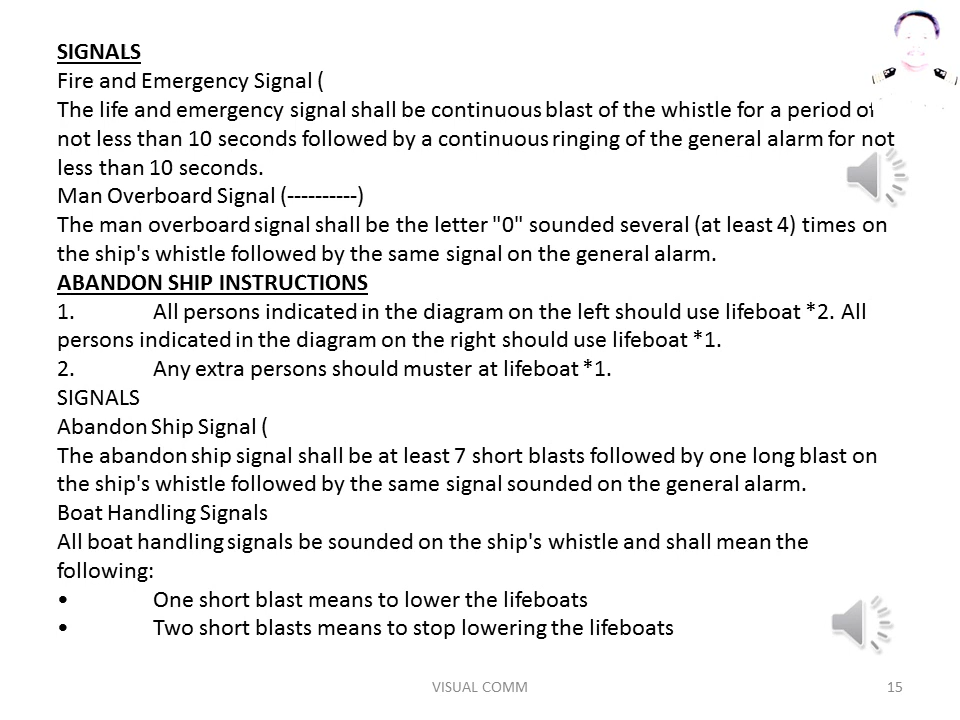 SIGNALS
Fire and Emergency Signal (
The life and emergency signal shall be continuous blast of the whistle for a period of
not less than 10 seconds followed by a continuous ringing of the general alarm for not
less than 10 seconds.
Man Overboard Signal (----------)
The man overboard signal shall be the letter "0" sounded several (at least 4) times on
the ship's whistle followed by the same signal on the general alarm.
ABANDON SHIP INSTRUCTIONS
1. All persons indicated in the diagram on the left should use lifeboat *2. All
persons indicated in the diagram on the right should use lifeboat *1.
2. Any extra persons should muster at lifeboat *1.
SIGNALS
Abandon Ship Signal (
The abandon ship signal shall be at least 7 short blasts followed by one long blast on
the ship's whistle followed by the same signal sounded on the general alarm.
Boat Handling Signals
All boat handling signals be sounded on the ship's whistle and shall mean the
following:
• One short blast means to lower the lifeboats
• Two short blasts means to stop lowering the lifeboats
VISUAL COMM
15